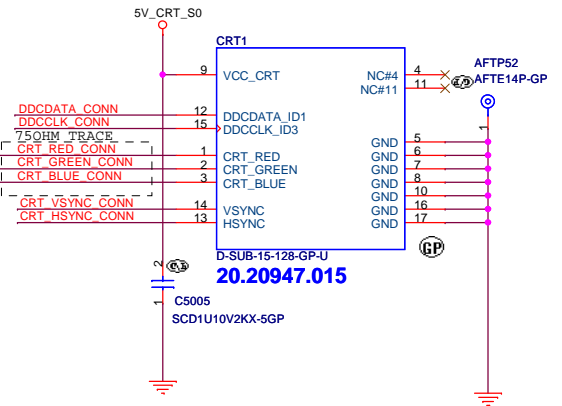 5V_CRT_S0
CRT1
9 VCC_CRT
NC#4 4
NC#11 11
AFTP52
AFTE14P-GP
1
DDCDATA_CONN 12 DDCDATA_ID1
DDCCLK_CONN 15 DDCCLK_ID3
75OHM_TRACE
CRT_RED_CONN 1 CRT_RED
CRT_GREEN_CONN 2 CRT_GREEN
CRT_BLUE_CONN 3 CRT_BLUE
CRT_VSYNC_CONN 14 VSYNC
CRT_HSYNC_CONN 13 HSYNC
GND 5
GND 6
GND 7
GND 8
GND 10
GND 16
GND 17
GP
D-SUB-15-128-GP-U
20.20947.015
2
1
C5005
SCD1U10V2KX-5GP